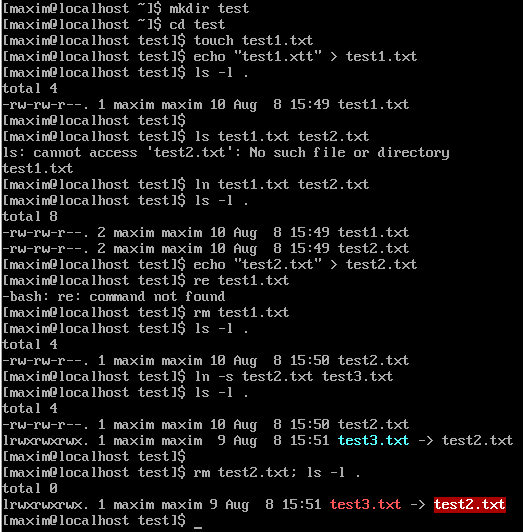 [maxim@localhost ~]$ mkdir test
[maxim@localhost ~]$ cd test
[maxim@localhost test]$ touch test1.txt
[maxim@localhost test]$ echo "test1.xtt" > test1.txt
[maxim@localhost test]$ ls -l .
total 4
-rw-rw-r--. 1 maxim maxim 10 Aug  8 15:49 test1.txt
[maxim@localhost test]$
[maxim@localhost test]$ ls test1.txt test2.txt
ls: cannot access 'test2.txt': No such file or directory
test1.txt
[maxim@localhost test]$ ln test1.txt test2.txt
[maxim@localhost test]$ ls -l .
total 8
-rw-rw-r--. 2 maxim maxim 10 Aug  8 15:49 test1.txt
-rw-rw-r--. 2 maxim maxim 10 Aug  8 15:49 test2.txt
[maxim@localhost test]$ echo "test2.txt" > test2.txt
[maxim@localhost test]$ re test1.txt
-bash: re: command not found
[maxim@localhost test]$ rm test1.txt
[maxim@localhost test]$ ls -l .
total 4
-rw-rw-r--. 1 maxim maxim 10 Aug  8 15:50 test2.txt
[maxim@localhost test]$ ln -s test2.txt test3.txt
[maxim@localhost test]$ ls -l .
total 4
-rw-rw-r--. 1 maxim maxim 10 Aug  8 15:50 test2.txt
lrwxrwxrwx. 1 maxim maxim  9 Aug  8 15:51 test3.txt -> test2.txt
[maxim@localhost test]$
[maxim@localhost test]$ rm test2.txt; ls -l .
total 0
lrwxrwxrwx. 1 maxim maxim 9 Aug  8 15:51 test3.txt -> test2.txt
[maxim@localhost test]$ _